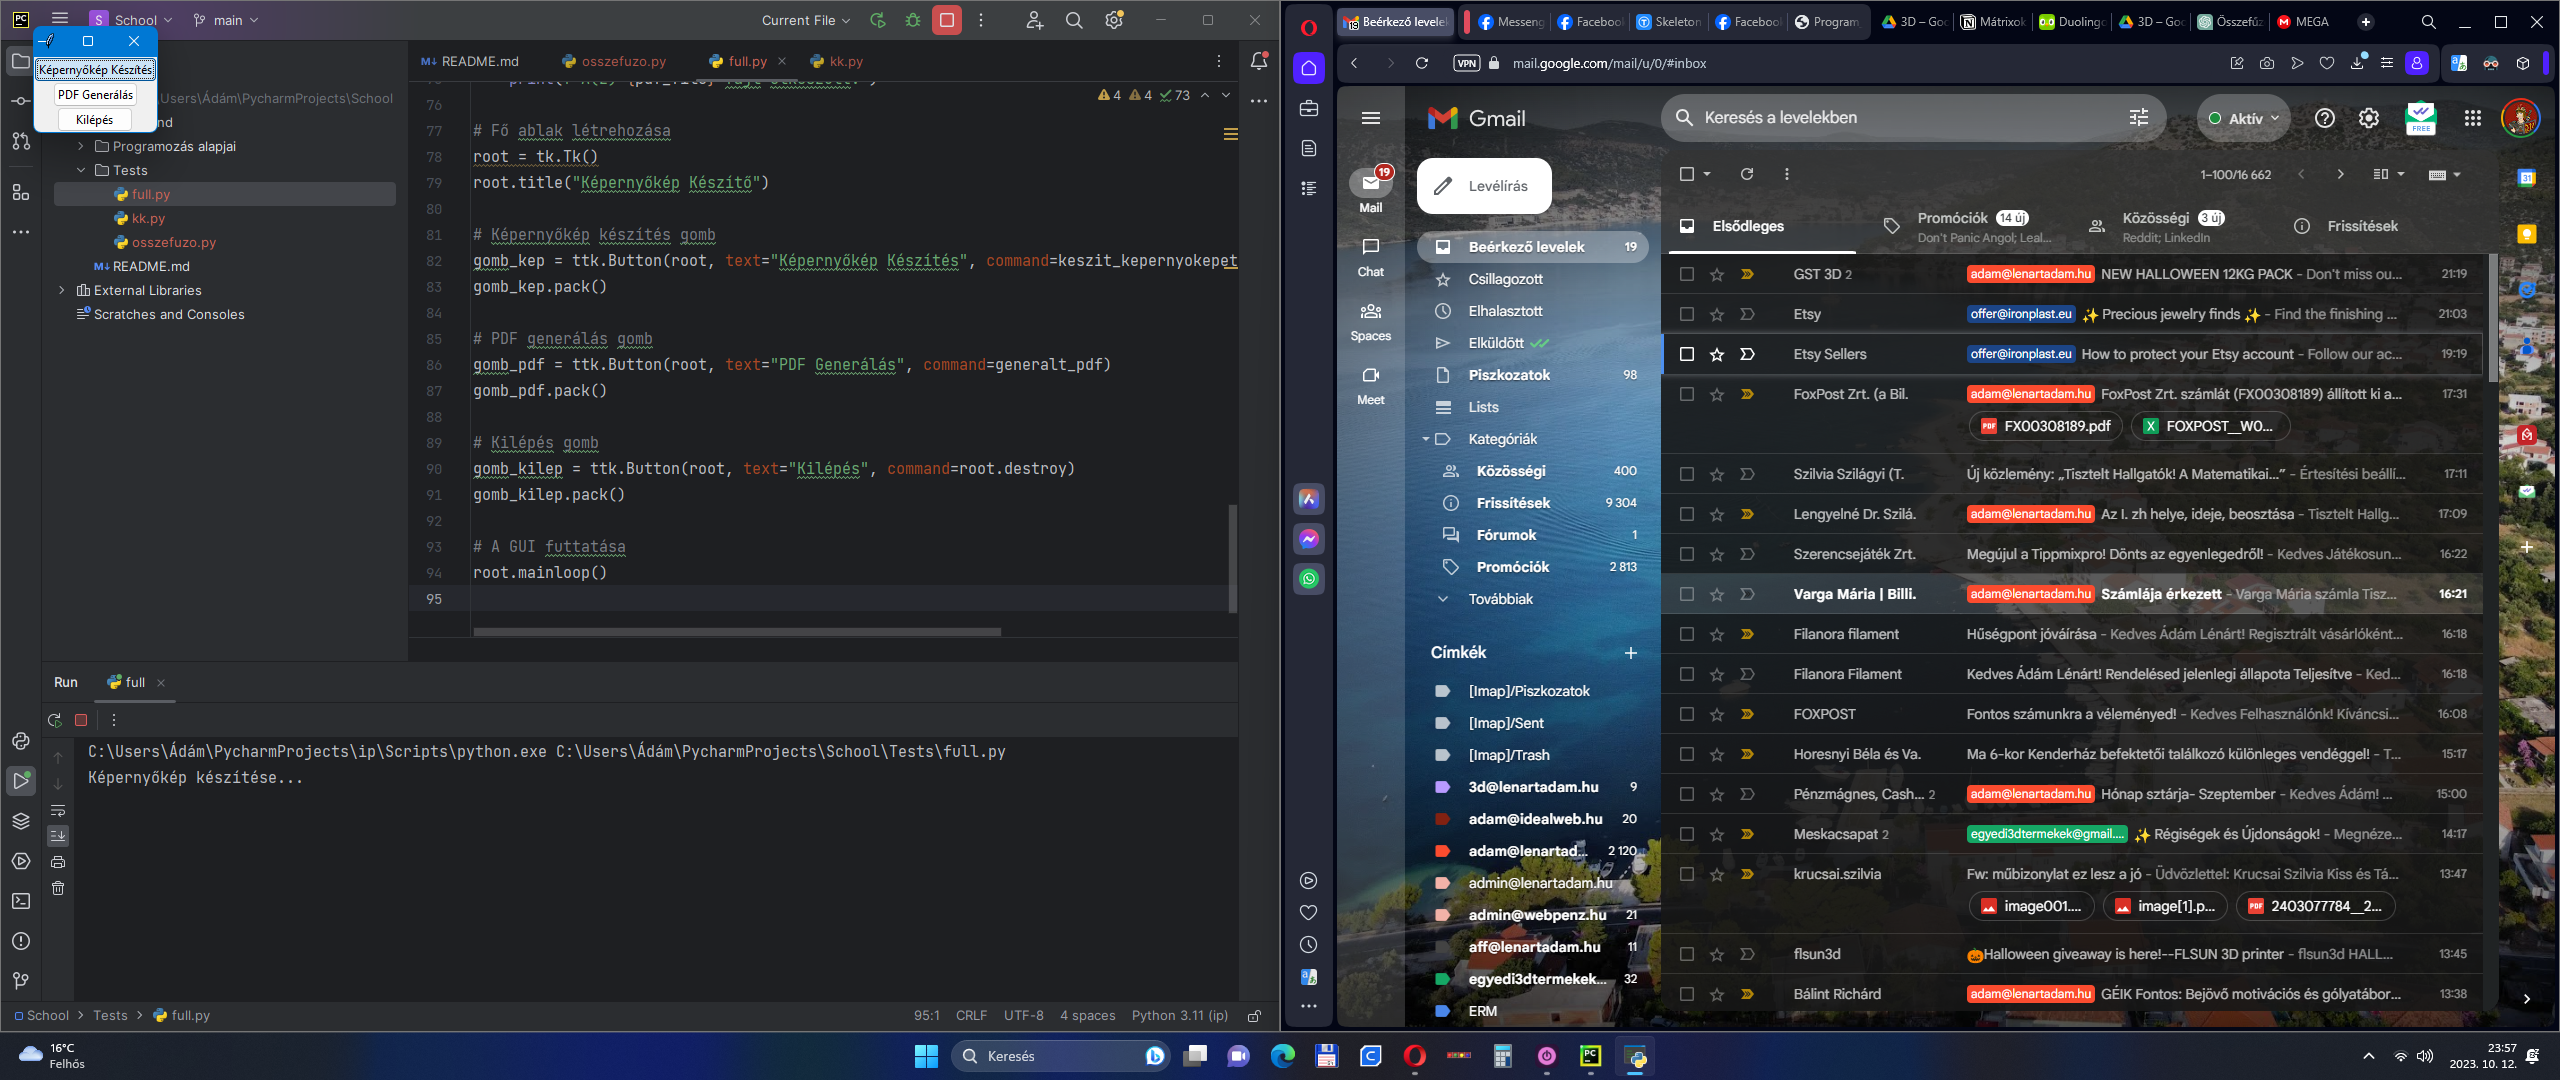 School
main
Current File
Képernyőkép Készítés
PDF Generálás
Kilépés
\Users\Ádám\PycharmProjects\School
nd
Programozás alapjai
Tests
full.py
kk.py
osszefuzo.py
README.md
External Libraries
Scratches and Consoles
README.md
osszefuzo.py
full.py
kk.py
4 4 73
76
77 # Fő ablak létrehozása
78 root = tk.Tk()
79 root.title("Képernyőkép Készítő")
80
81 # Képernyőkép készítés gomb
82 gomb_kep = ttk.Button(root, text="Képernyőkép Készítés", command=keszit_kepernyokepet
83 gomb_kep.pack()
84
85 # PDF generálás gomb
86 gomb_pdf = ttk.Button(root, text="PDF Generálás", command=generalt_pdf)
87 gomb_pdf.pack()
88
89 # Kilépés gomb
90 gomb_kilep = ttk.Button(root, text="Kilépés", command=root.destroy)
91 gomb_kilep.pack()
92
93 # A GUI futtatása
94 root.mainloop()
95
Run full
C:\Users\Ádám\PycharmProjects\ip\Scripts\python.exe C:\Users\Ádám\PycharmProjects\School\Tests\full.py
Képernyőkép készítése...
School > Tests > full.py
95:1 CRLF UTF-8 4 spaces Python 3.11 (ip)
Beérkező levelek
Messeng
Facebook
Skeleton
Facebook
Program
3D – Goo
Mátrixok
Duolingo
3D – Goo
Összefűz
MEGA
VPN mail.google.com/mail/u/0/#inbox
Gmail
Keresés a levelekben
Aktív
FREE
19
Mail
Chat
Spaces
Meet
Levélírás
Beérkező levelek 19
Csillagozott
Elhalasztott
Elküldött
Piszkozatok 98
Lists
Kategóriák
Közösségi 400
Frissítések 9 304
Fórumok 1
Promóciók 2 813
Továbbiak
Címkék
[Imap]/Piszkozatok
[Imap]/Sent
[Imap]/Trash
3d@lenartadam.hu 9
adam@idealweb.hu 20
adam@lenartad... 2 120
admin@lenartadam.hu
admin@webpenz.hu 21
aff@lenartadam.hu 11
egyedi3dtermekek... 32
ERM
1–100/16 662
Elsődleges
Promóciók 14 új
Don't Panic Angol; Leal...
Közösségi 3 új
Reddit; LinkedIn
Frissítések
GST 3D 2 adam@lenartadam.hu NEW HALLOWEEN 12KG PACK - Don't miss ou... 21:19
Etsy offer@ironplast.eu ✨ Precious jewelry finds ✨ - Find the finishing ... 21:03
Etsy Sellers offer@ironplast.eu How to protect your Etsy account - Follow our ac... 19:19
FoxPost Zrt. (a Bil. adam@lenartadam.hu FoxPost Zrt. számlát (FX00308189) állított ki a... 17:31
FX00308189.pdf FOXPOST__W0...
Szilvia Szilágyi (T. Új közlemény: „Tisztelt Hallgatók! A Matematikai...” - Értesítési beállí... 17:11
Lengyelné Dr. Szilá. adam@lenartadam.hu Az I. zh helye, ideje, beosztása - Tisztelt Hallg... 17:09
Szerencsejáték Zrt. Megújul a Tippmixpro! Dönts az egyenlegedről! - Kedves Játékosun... 16:22
Varga Mária | Billi. adam@lenartadam.hu Számlája érkezett - Varga Mária számla Tisz... 16:21
Filanora filament Hűségpont jóváírása - Kedves Ádám Lénárt! Regisztrált vásárlóként... 16:18
Filanora Filament Kedves Ádám Lénárt! Rendelésed jelenlegi állapota Teljesítve - Ked... 16:18
FOXPOST Fontos számunkra a véleményed! - Kedves Felhasználónk! Kíváncsi... 16:08
Horesnyi Béla és Va. Ma 6-kor Kenderház befektetői találkozó különleges vendéggel! - T... 15:17
Pénzmágnes, Cash... 2 adam@lenartadam.hu Hónap sztárja- Szeptember - Kedves Ádám! ... 15:00
Meskacsapat 2 egyedi3dtermekek@gmail.... ✨ Régiségek és Újdonságok! - Megnéze... 14:17
krucsai.szilvia Fw: műbizonylat ez lesz a jó - Üdvözlettel: Krucsai Szilvia Kiss és Tá... 13:47
image001.... image[1].p... 2403077784__2...
flsun3d 🎃Halloween giveaway is here!--FLSUN 3D printer - flsun3d HALL... 13:45
Bálint Richárd adam@lenartadam.hu GÉIK Fontos: Bejövő motivációs és gólyatábor... 13:38
16°C
Felhős
Keresés
23:57
2023. 10. 12.